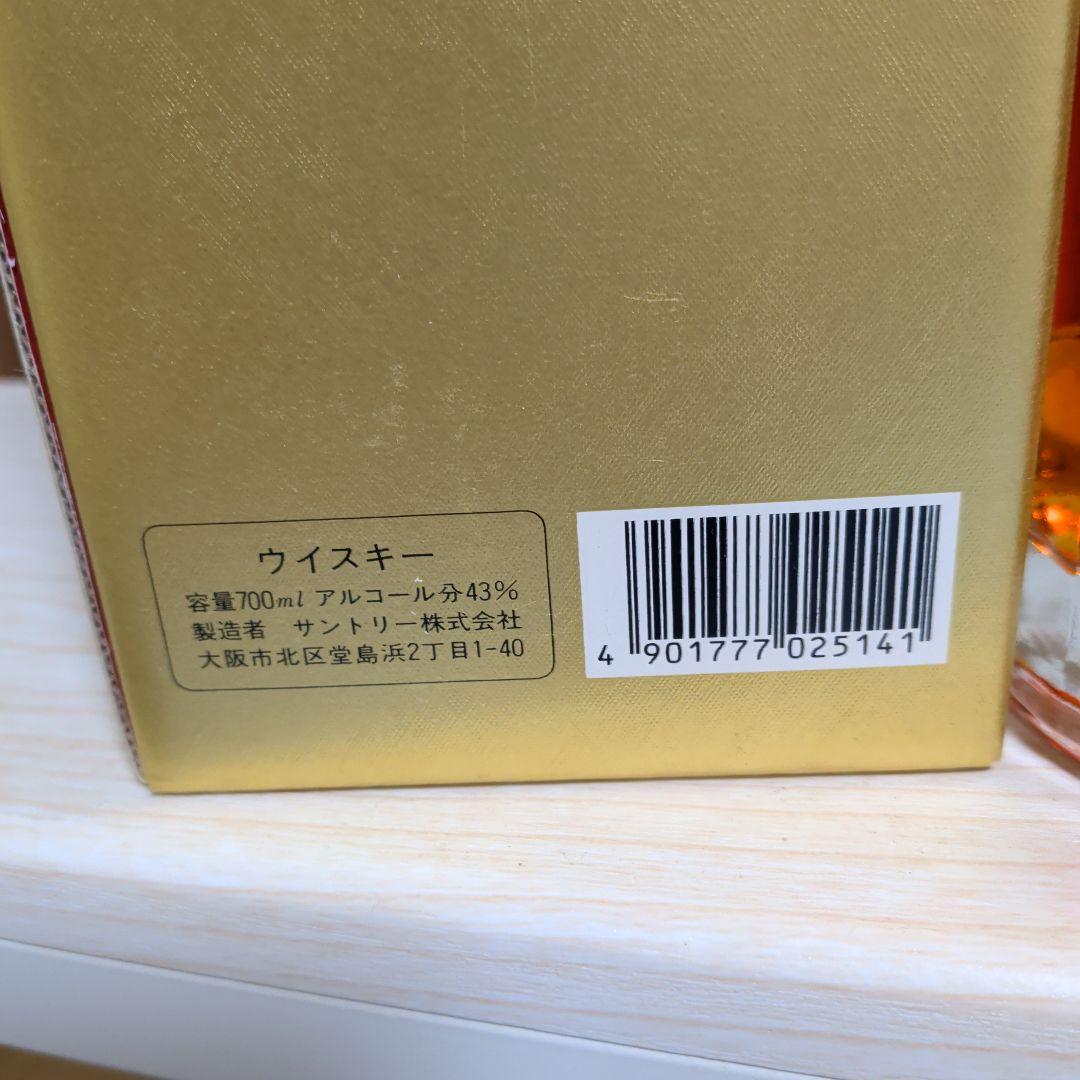 ウイスキー
容量700ml アルコール分43%
製造者 サントリー株式会社
大阪市北区堂島浜2丁目1-40
4 901777 025141